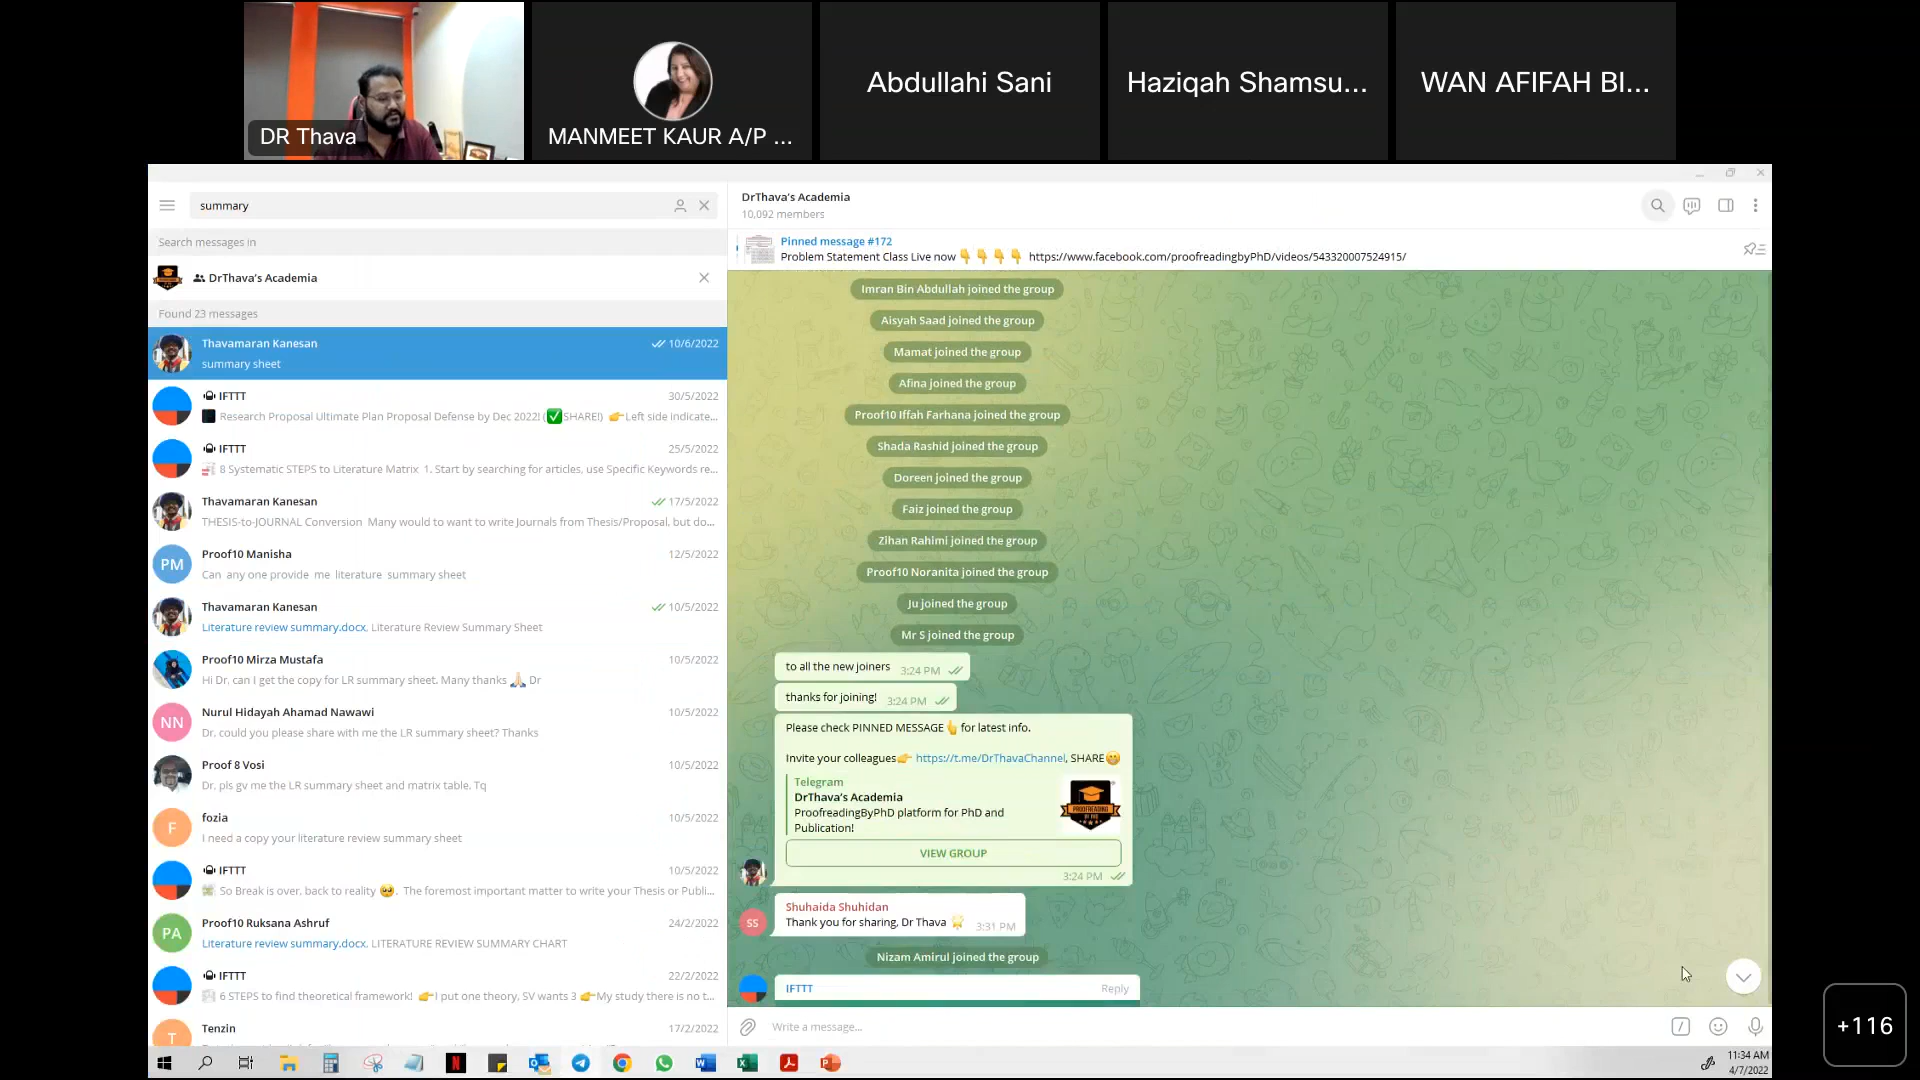 DR Thava
MANMEET KAUR A/P ...
Abdullahi Sani
Haziqah Shamsu...
WAN AFIFAH BI...
summary
Search messages in
DrThava's Academia
Found 23 messages
Thavamaran Kanesan 10/6/2022
summary sheet
IFTTT 30/5/2022
Research Proposal Ultimate Plan Proposal Defense by Dec 2022! (✅SHARE!) 👉Left side indicate...
IFTTT 25/5/2022
8 Systematic STEPS to Literature Matrix 1. Start by searching for articles, use Specific Keywords re...
Thavamaran Kanesan 17/5/2022
THESIS-to-JOURNAL Conversion Many would to want to write Journals from Thesis/Proposal, but do...
PM
Proof10 Manisha 12/5/2022
Can any one provide me literature summary sheet
Thavamaran Kanesan 10/5/2022
Literature review summary.docx, Literature Review Summary Sheet
Proof10 Mirza Mustafa 10/5/2022
Hi Dr. can I get the copy for LR summary sheet. Many thanks 🙏🏻 Dr
NN
Nurul Hidayah Ahamad Nawawi 10/5/2022
Dr. could you please share with me the LR summary sheet? Thanks
Proof 8 Vosi 10/5/2022
Dr, pls gv me the LR summary sheet and matrix table, Tq
F
fozia 10/5/2022
I need a copy your literature review summary sheet
IFTTT 10/5/2022
So Break is over, back to reality 🥺. The foremost important matter to write your Thesis or Publi...
PA
Proof10 Ruksana Ashruf 24/2/2022
Literature review summary.docx, LITERATURE REVIEW SUMMARY CHART
IFTTT 22/2/2022
6 STEPS to find theoretical framework! 👉I put one theory, SV wants 3 👉My study there is no t...
T
Tenzin 17/2/2022
DrThava's Academia
10,092 members
Pinned message #172
Problem Statement Class Live now 👇👇👇👇 https://www.facebook.com/proofreadingbyPhD/videos/543320007524915/
Imran Bin Abdullah joined the group
Aisyah Saad joined the group
Mamat joined the group
Afina joined the group
Proof10 Iffah Farhana joined the group
Shada Rashid joined the group
Doreen joined the group
Faiz joined the group
Zihan Rahimi joined the group
Proof10 Noranita joined the group
Ju joined the group
Mr S joined the group
to all the new joiners 3:24 PM
thanks for joining! 3:24 PM
Please check PINNED MESSAGE👆for latest info.
Invite your colleagues👉 https://t.me/DrThavaChannel, SHARE😁
Telegram
DrThava's Academia
ProofreadingByPhD platform for PhD and
Publication!
PROOFREADING
BY PHD
VIEW GROUP
3:24 PM
SS
Shuhaida Shuhidan
Thank you for sharing, Dr Thava 🌟 3:31 PM
Nizam Amirul joined the group
IFTTT Reply
Write a message...
+116
11:34 AM
4/7/2022